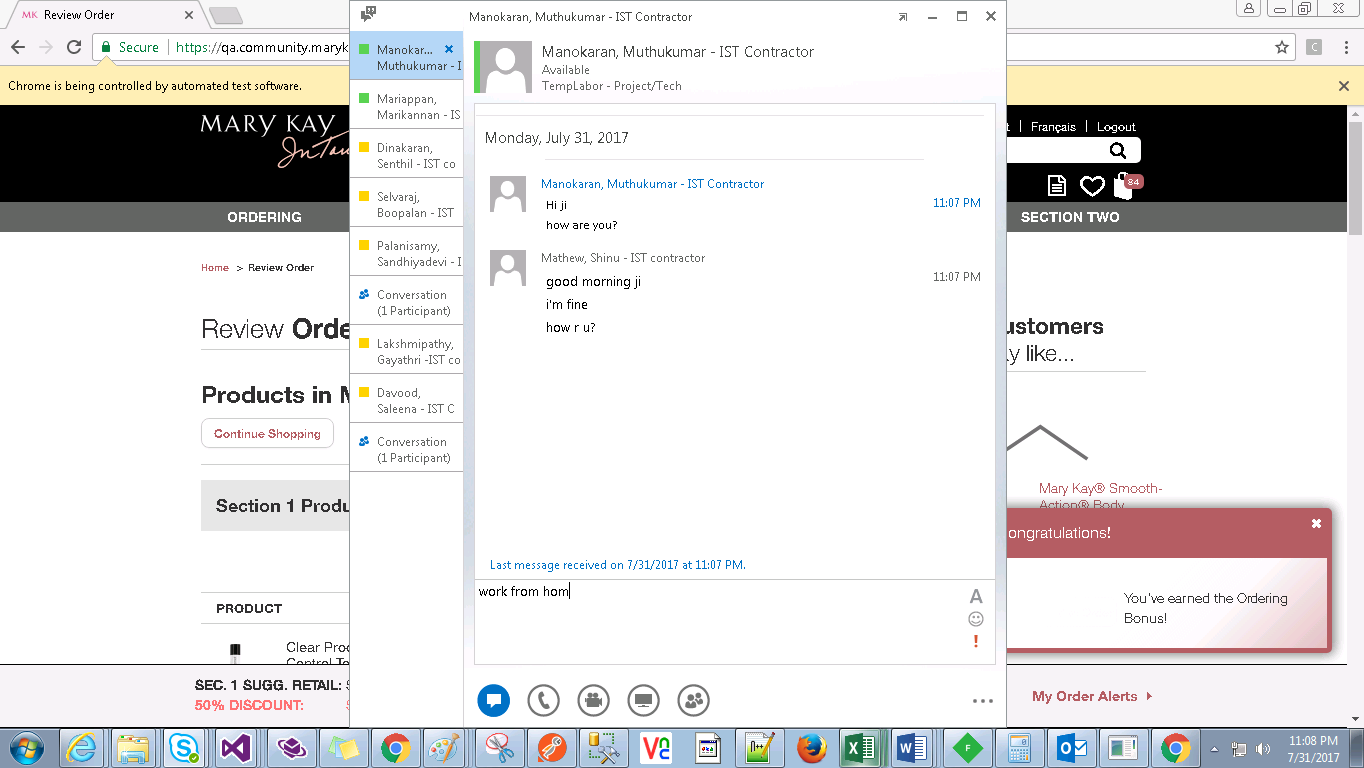 MK Review Order
Secure https://qa.community.maryk
Chrome is being controlled by automated test software.
MARY KAY
Français Logout
84
ORDERING
SECTION TWO
Home > Review Order
Review Orde
Products in M
Continue Shopping
Section 1 Produ
PRODUCT
Clear Proo
Control To
SEC. 1 SUGG. RETAIL:
50% DISCOUNT:
Manokaran, Muthukumar - IST Contractor
Manokar...
Muthukumar - I
Mariappan,
Marikannan - IS
Dinakaran,
Senthil - IST co
Selvaraj,
Boopalan - IST
Palanisamy,
Sandhiyadevi - I
Conversation
(1 Participant)
Lakshmipathy,
Gayathri -IST co
Davood,
Saleena - IST C
Conversation
(1 Participant)
Manokaran, Muthukumar - IST Contractor
Available
TempLabor - Project/Tech
Monday, July 31, 2017
Manokaran, Muthukumar - IST Contractor
Hi ji 11:07 PM
how are you?
Mathew, Shinu - IST contractor
good morning ji 11:07 PM
i'm fine
how r u?
Last message received on 7/31/2017 at 11:07 PM.
work from hom
A
!
ustomers
y like...
Mary Kay® Smooth-
Action® Body
ongratulations!
You've earned the Ordering
Bonus!
My Order Alerts
11:08 PM
7/31/2017